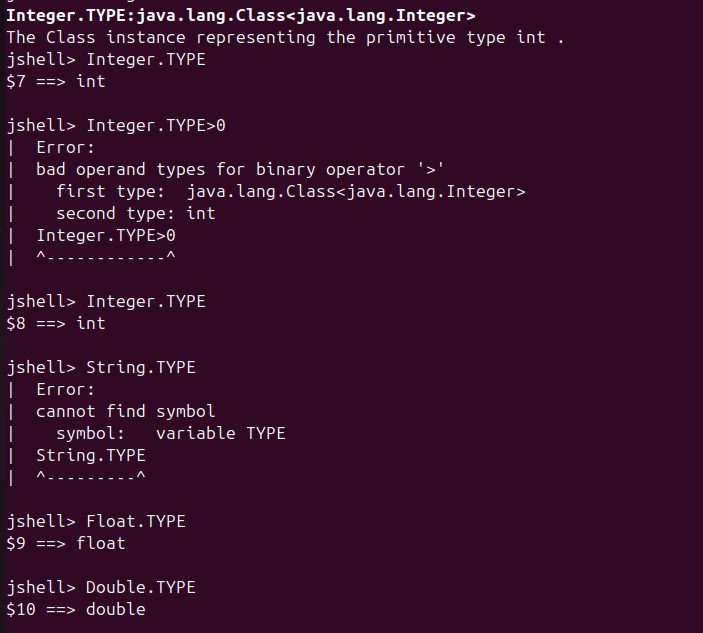 Integer.TYPE:java.lang.Class<java.lang.Integer>
The Class instance representing the primitive type int .
jshell> Integer.TYPE
$7 ==> int
jshell> Integer.TYPE>0
|  Error:
|  bad operand types for binary operator '>'
|    first type:  java.lang.Class<java.lang.Integer>
|    second type: int
|  Integer.TYPE>0
|  ^------------^
jshell> Integer.TYPE
$8 ==> int
jshell> String.TYPE
|  Error:
|  cannot find symbol
|    symbol:   variable TYPE
|  String.TYPE
|  ^---------^
jshell> Float.TYPE
$9 ==> float
jshell> Double.TYPE
$10 ==> double